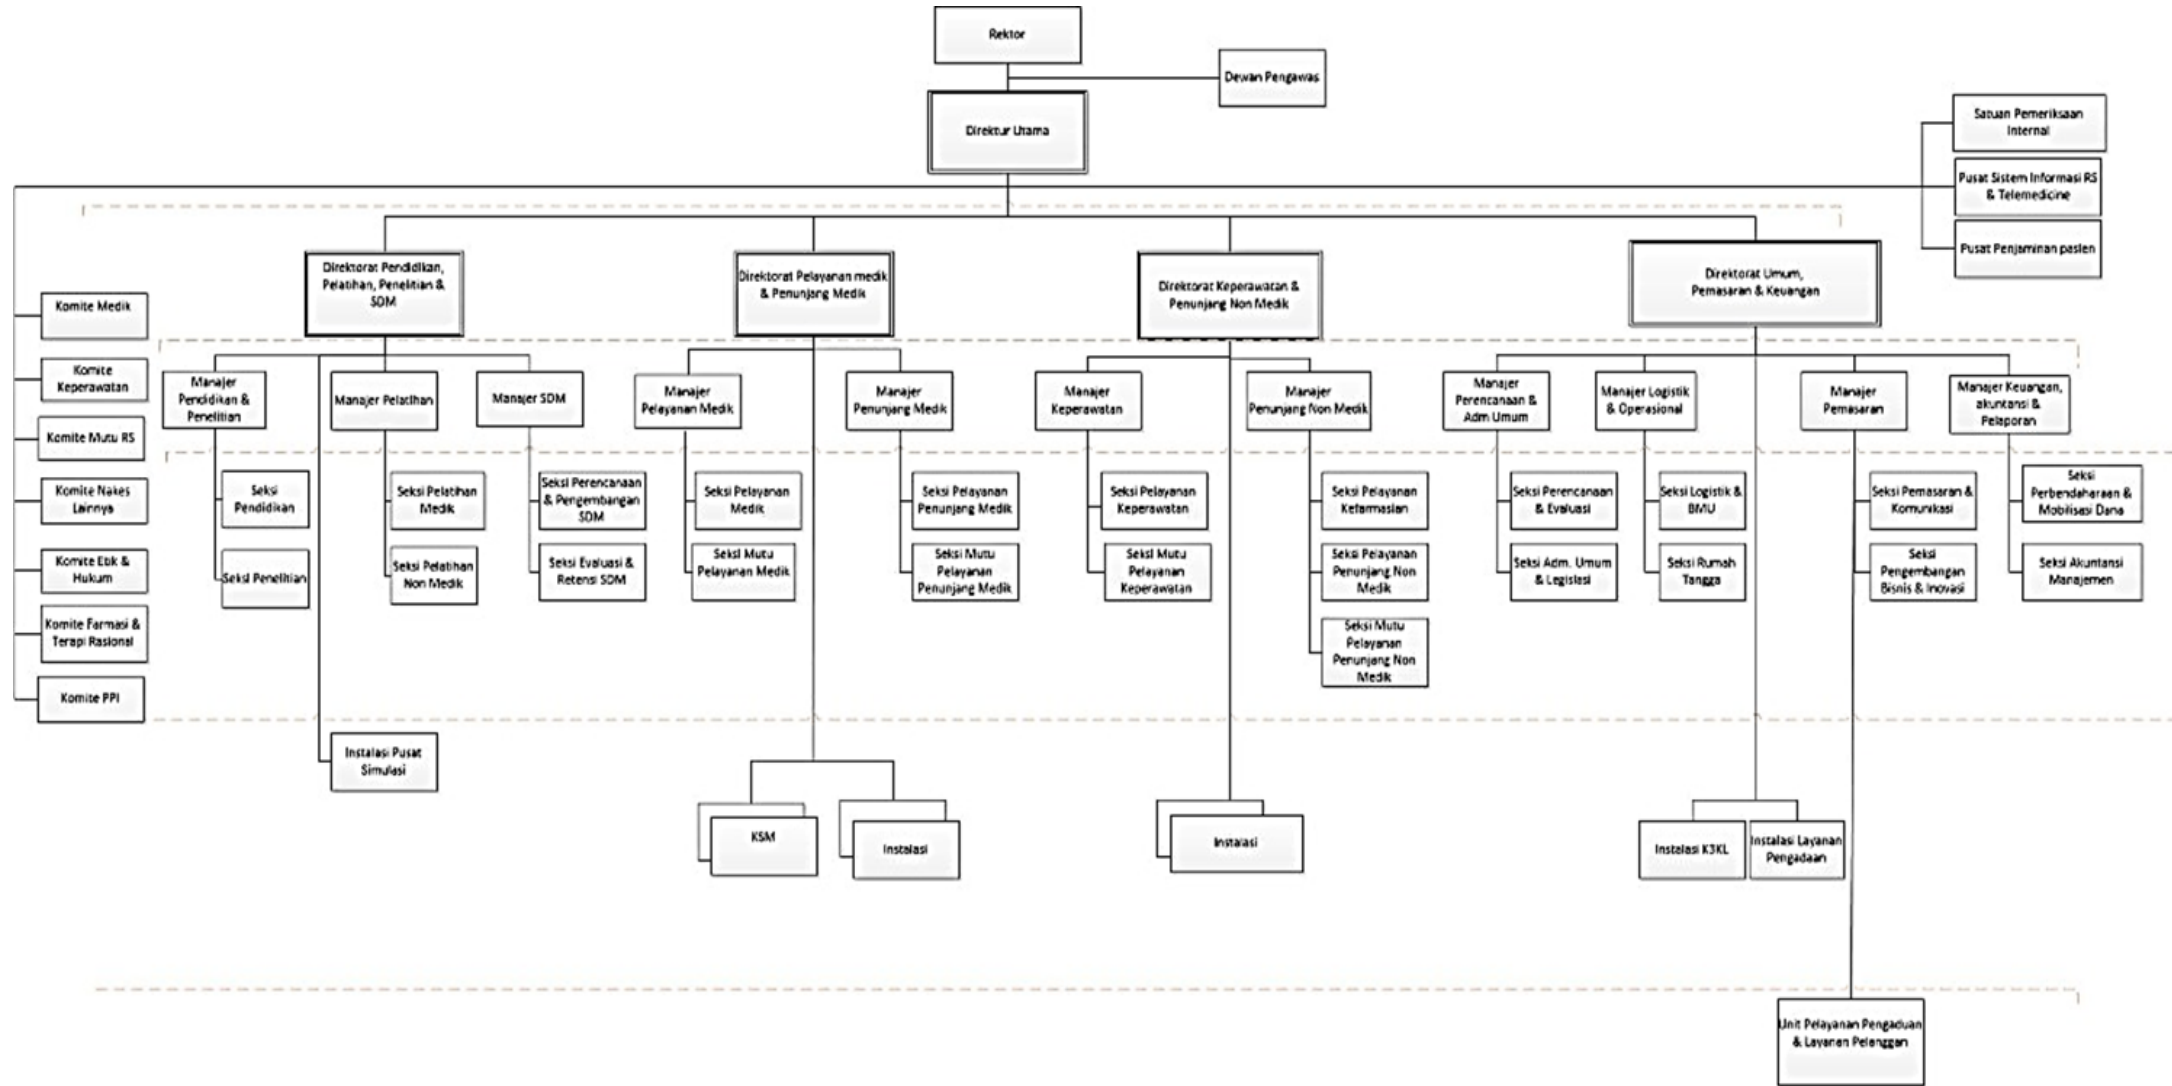 Rektor
Dewan Pengawas
Direktur Utama
Satuan Pemeriksaan
Internal
Pusat Sistem Informasi RS
& Telemedicine
Pusat Penjaminan pasien
Direktorat Pendidikan,
Pelatihan, Penelitian &
SDM
Direktorat Pelayanan medik
& Penunjang Medik
Direktorat Keperawatan &
Penunjang Non Medik
Direktorat Umum,
Pemasaran & Keuangan
Komite Medik
Komite
Keperawatan
Komite Mutu RS
Komite Nakes
Lainnya
Komite Etik &
Hukum
Komite Farmasi &
Terapi Rasional
Komite PPI
Manajer
Pendidikan &
Penelitian
Manajer Pelatihan
Manajer SDM
Manajer
Pelayanan Medik
Manajer
Penunjang Medik
Manajer
Keperawatan
Manajer
Penunjang Non Medik
Manajer
Perencanaan &
Adm Umum
Manajer Logistik
& Operasional
Manajer
Pemasaran
Manajer Keuangan,
akuntansi &
Pelaporan
Seksi
Pendidikan
Seksi Penelitian
Seksi Pelatihan
Medik
Seksi Pelatihan
Non Medik
Seksi Perencanaan
& Pengembangan
SDM
Seksi Evaluasi &
Retensi SDM
Seksi Pelayanan
Medik
Seksi Mutu
Pelayanan Medik
Seksi Pelayanan
Penunjang Medik
Seksi Mutu
Pelayanan
Penunjang Medik
Seksi Pelayanan
Keperawatan
Seksi Mutu
Pelayanan
Keperawatan
Seksi Pelayanan
Kefarmasian
Seksi Pelayanan
Penunjang Non
Medik
Seksi Mutu
Pelayanan
Penunjang Non
Medik
Seksi Perencanaan
& Evaluasi
Seksi Adm. Umum
& Legislasi
Seksi Logistik &
BMU
Seksi Rumah
Tangga
Seksi Pemasaran &
Komunikasi
Seksi
Pengembangan
Bisnis & Inovasi
Seksi
Perbendaharaan &
Mobilisasi Dana
Seksi Akuntansi
Manajemen
Instalasi Pusat
Simulasi
KSM
Instalasi
Instalasi
Instalasi K3KL
Instalasi Layanan
Pengadaan
Unit Pelayanan Pengaduan
& Layanan Pelanggan